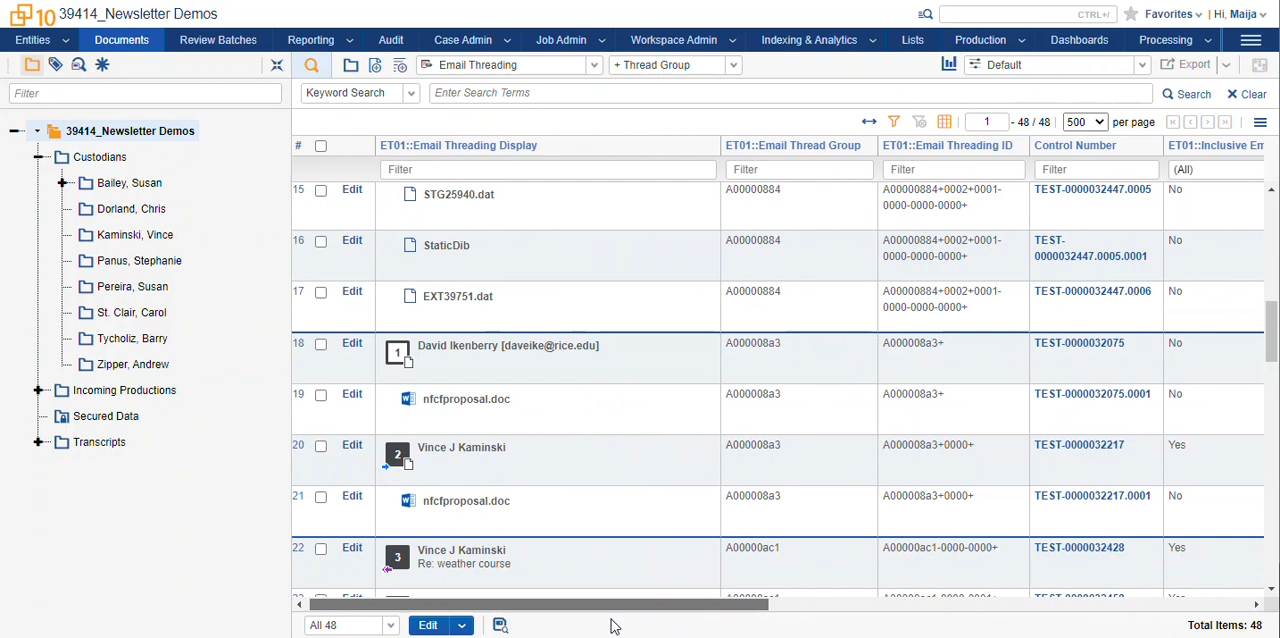 10 39414_Newsletter Demos CTRL+/ Favorites Hi, Maija
Entities Documents Review Batches Reporting Audit Case Admin Job Admin Workspace Admin Indexing & Analytics Lists Production Dashboards Processing
Email Threading + Thread Group Default Export
Filter Keyword Search Enter Search Terms Search Clear
1 - 48 / 48 500 per page
39414_Newsletter Demos
Custodians
Bailey, Susan
Dorland, Chris
Kaminski, Vince
Panus, Stephanie
Pereira, Susan
St. Clair, Carol
Tycholiz, Barry
Zipper, Andrew
Incoming Productions
Secured Data
Transcripts
# ET01::Email Threading Display ET01::Email Thread Group ET01::Email Threading ID Control Number ET01::Inclusive Em
Filter Filter Filter Filter (All)
15 Edit STG25940.dat A00000884 A00000884+0002+0001- TEST-0000032447.0005 No
0000-0000-0000+
16 Edit StaticDib A00000884 A00000884+0002+0001- TEST- No
0000-0000-0000+ 0000032447.0005.0001
17 Edit EXT39751.dat A00000884 A00000884+0002+0001- TEST-0000032447.0006 No
0000-0000-0000+
18 Edit 1 David Ikenberry [daveike@rice.edu] A000008a3 A000008a3+ TEST-0000032075 No
19 Edit nfcfproposal.doc A000008a3 A000008a3+ TEST-0000032075.0001 No
20 Edit 2 Vince J Kaminski A000008a3 A000008a3+0000+ TEST-0000032217 Yes
21 Edit nfcfproposal.doc A000008a3 A000008a3+0000+ TEST-0000032217.0001 No
22 Edit 3 Vince J Kaminski A00000ac1 A00000ac1-0000-0000+ TEST-0000032428 Yes
Re: weather course
All 48 Edit Total Items: 48